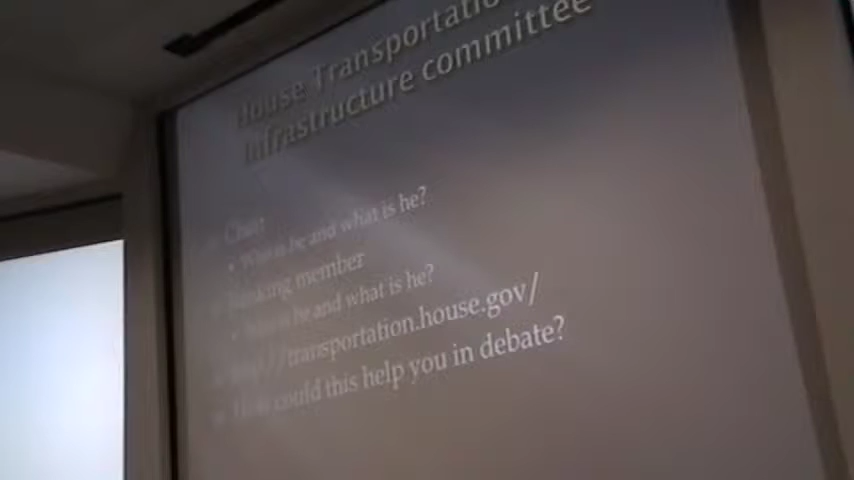 House Transportatio
Infrastructure committee
Chair
Who is he and what is he?
Ranking member
Who is he and what is he?
http://transportation.house.gov/
How could this help you in debate?